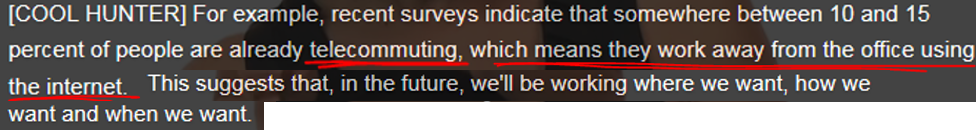 [COOL HUNTER] For example, recent surveys indicate that somewhere between 10 and 15
percent of people are already telecommuting, which means they work away from the office using
the internet. This suggests that, in the future, we'll be working where we want, how we
want and when we want.